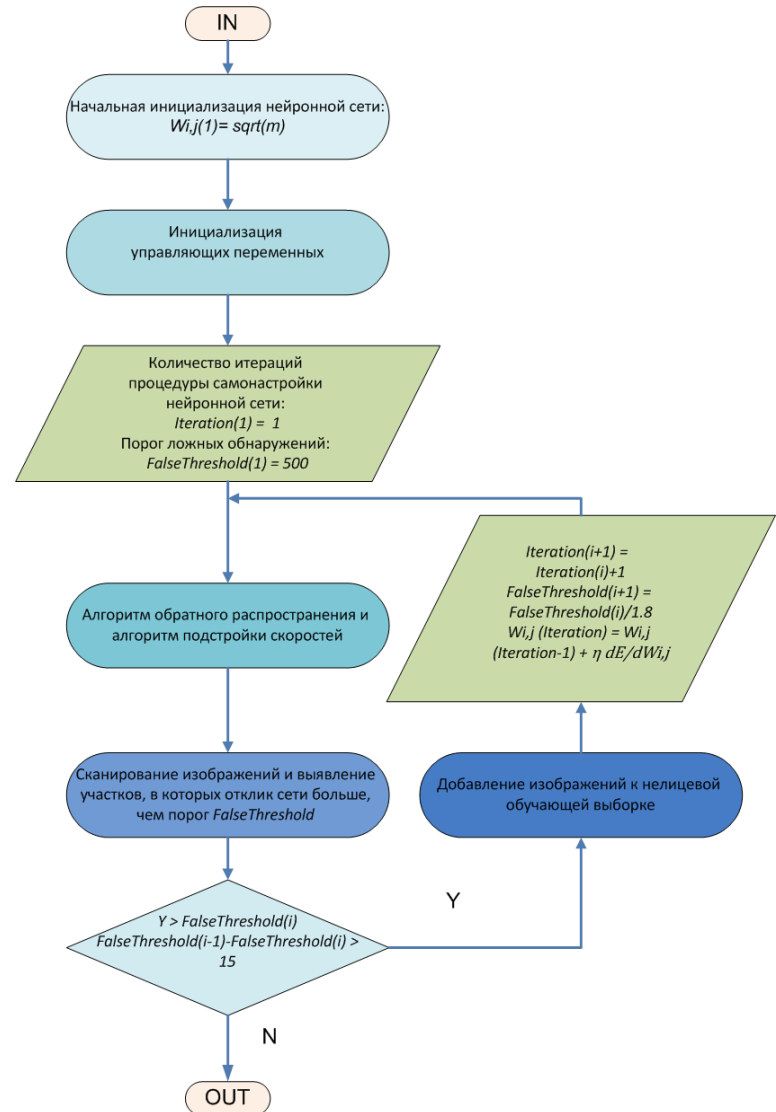 IN
Начальная инициализация нейронной сети:
Wi,j(1)= sqrt(m)
Инициализация
управляющих переменных
Количество итераций
процедуры самонастройки
нейронной сети:
Iteration(1) = 1
Порог ложных обнаружений:
FalseThreshold(1) = 500
Iteration(i+1) =
Iteration(i)+1
FalseThreshold(i+1) =
FalseThreshold(i)/1.8
Wi,j (Iteration) = Wi,j
(Iteration-1) + η dE/dWi,j
Алгоритм обратного распространения и
алгоритм подстройки скоростей
Сканирование изображений и выявление
участков, в которых отклик сети больше,
чем порог FalseThreshold
Добавление изображений к нелицевой
обучающей выборке
Y > FalseThreshold(i)
FalseThreshold(i-1)-FalseThreshold(i) >
15
Y
N
OUT